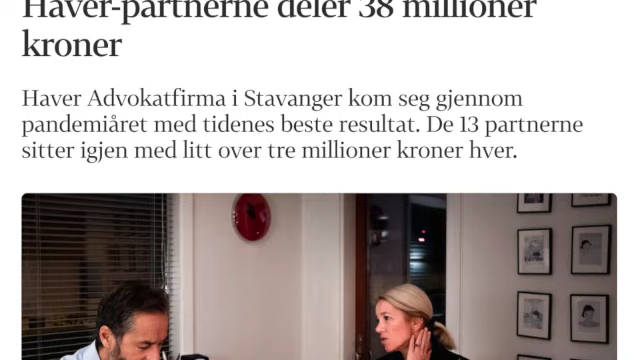 Haver-partnerne deler 38 millioner
kroner
Haver Advokatfirma i Stavanger kom seg gjennom
pandemiåret med tidenes beste resultat. De 13 partnerne
sitter igjen med litt over tre millioner kroner hver.